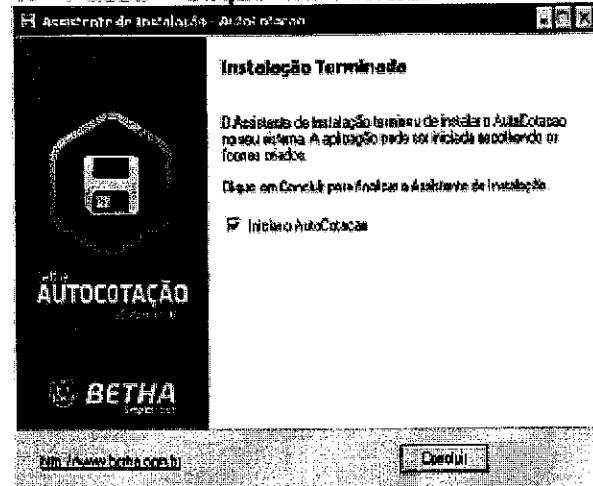 Assistente de Instalação - AutoCotacao
Instalação Terminada
O Assistente de Instalação terminou de instalar o AutoCotacao
no seu sistema. A aplicação pode ser iniciada escolhendo os
ícones criados.
Clique em Concluir para finalizar o Assistente de Instalação.
Iniciar o AutoCotacao
betha
AUTOCOTAÇÃO
BETHA
http://www.betha.com.br
Concluir